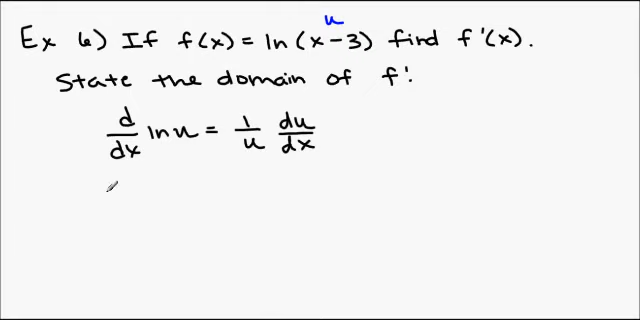 u
Ex 6) If f(x) = ln(x-3) find f'(x).
State the domain of f'.
d/dx ln u = 1/u du/dx